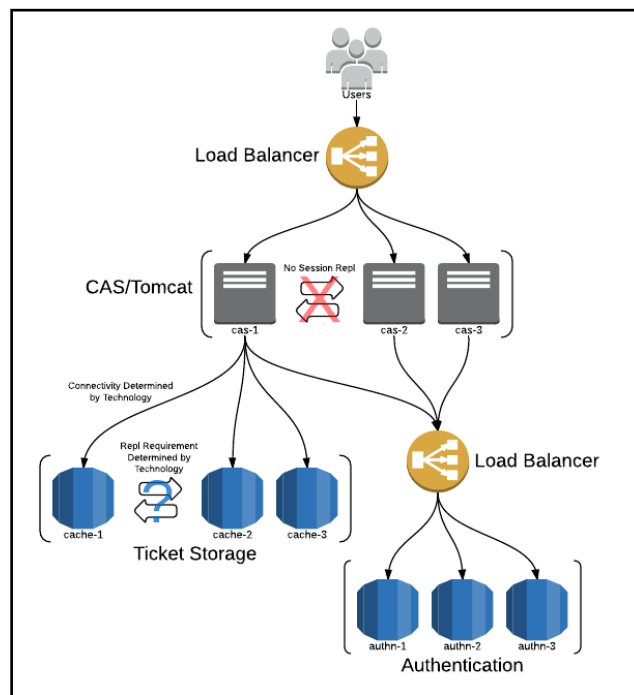 Users
Load Balancer
No Session Repl
CAS/Tomcat
cas-1
cas-2
cas-3
Connectivity Determined
by Technology
Repl Requirement
Determined by
Technology
?
Load Balancer
cache-1
cache-2
cache-3
Ticket Storage
authn-1
authn-2
authn-3
Authentication